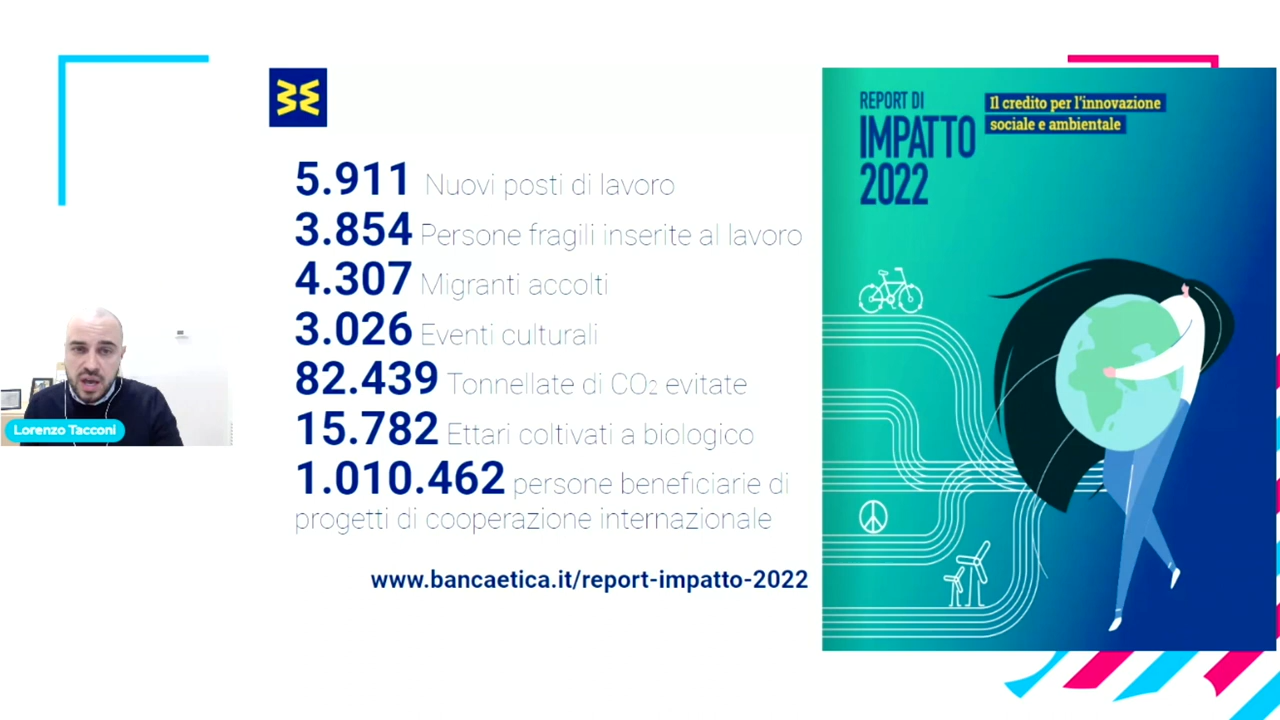 5.911 Nuovi posti di lavoro
3.854 Persone fragili inserite al lavoro
4.307 Migranti accolti
3.026 Eventi culturali
82.439 Tonnellate di CO2 evitate
15.782 Ettari coltivati a biologico
1.010.462 persone beneficiarie di
progetti di cooperazione internazionale
www.bancaetica.it/report-impatto-2022
REPORT DI
IMPATTO
2022
Il credito per l'innovazione
sociale e ambientale
Lorenzo Tacconi